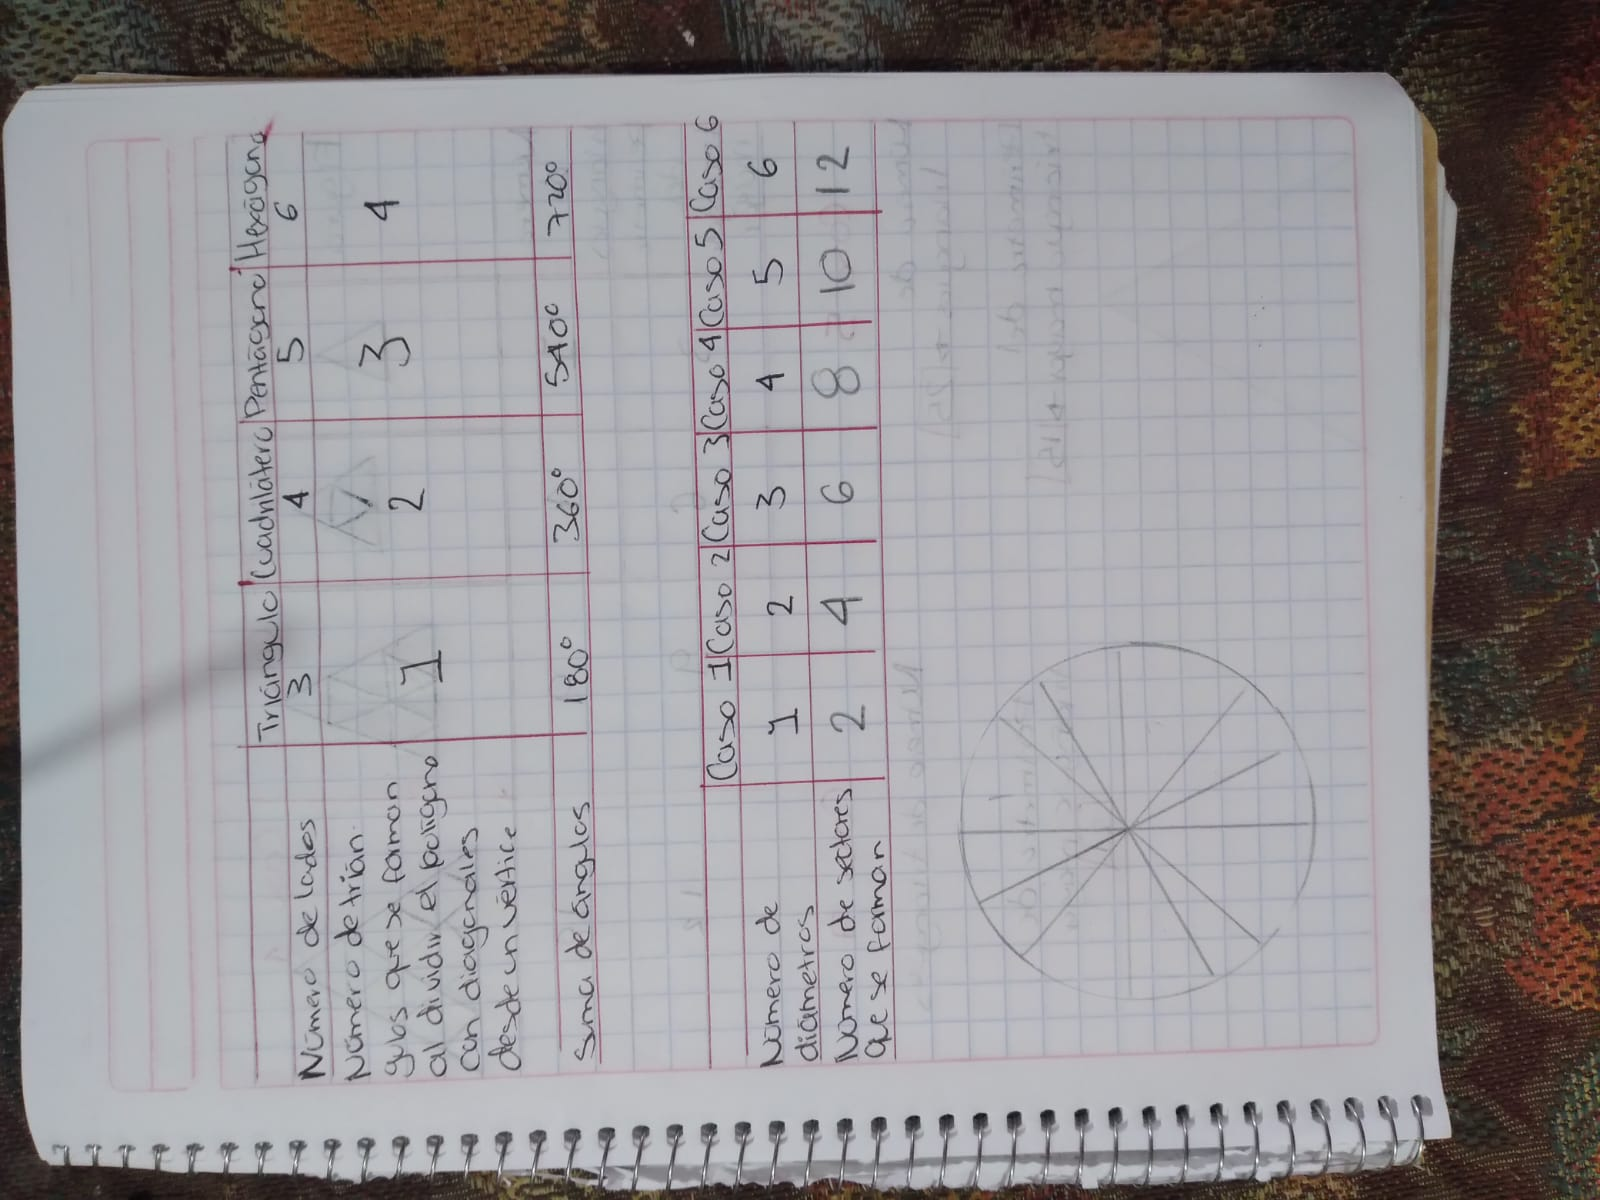 Triángulo Cuadrilátero Pentágono Hexágono
Número de lados 3 4 5 6
Número de trián-
gulos que se forman
al dividir el polígono 1 2 3 4
con diagonales
desde un vértice
Suma de ángulos 180° 360° 540° 720°
Caso 1 Caso 2 Caso 3 Caso 4 Caso 5 Caso 6
Número de 1 2 3 4 5 6
diámetros
Número de sectores 2 4 6 8 10 12
que se forman